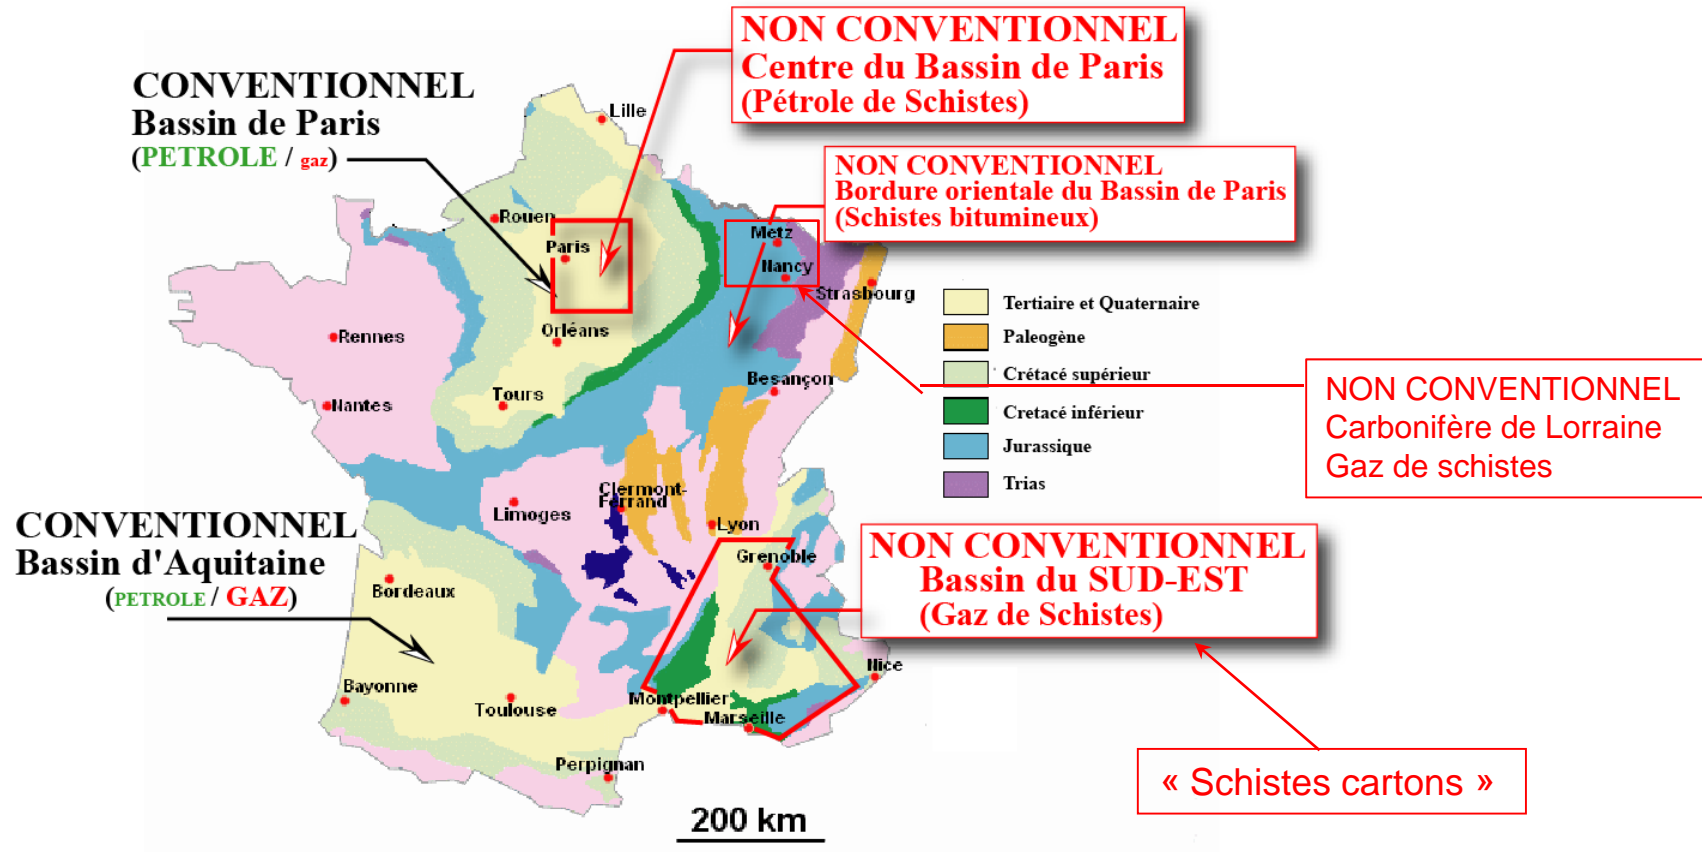 NON CONVENTIONNEL
Centre du Bassin de Paris
(Pétrole de Schistes)
CONVENTIONNEL
Bassin de Paris
(PETROLE / gaz)
NON CONVENTIONNEL
Bordure orientale du Bassin de Paris
(Schistes bitumineux)
Lille
Rouen
Paris
Metz
Nancy
Strasbourg
Orléans
Rennes
Tours
Nantes
Besançon
Tertiaire et Quaternaire
Paleogène
Crétacé supérieur
Cretacé inférieur
Jurassique
Trias
NON CONVENTIONNEL
Carbonifère de Lorraine
Gaz de schistes
Clermont-
Ferrand
Limoges
Lyon
Grenoble
CONVENTIONNEL
Bassin d'Aquitaine
(PETROLE / GAZ)
NON CONVENTIONNEL
Bassin du SUD-EST
(Gaz de Schistes)
Bordeaux
Bayonne
Toulouse
Montpellier
Marseille
Nice
Perpignan
« Schistes cartons »
200 km